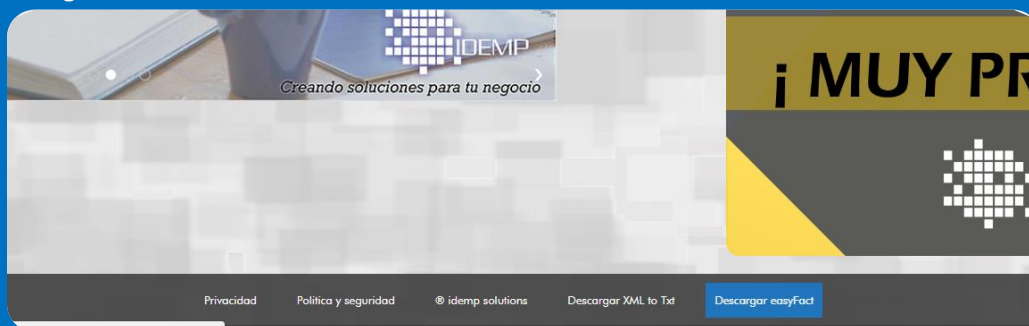 IDEMP
Creando soluciones para tu negocio
¡ MUY PR
Privacidad
Política y seguridad
® idemp solutions
Descargar XML to Txt
Descargar easyFact